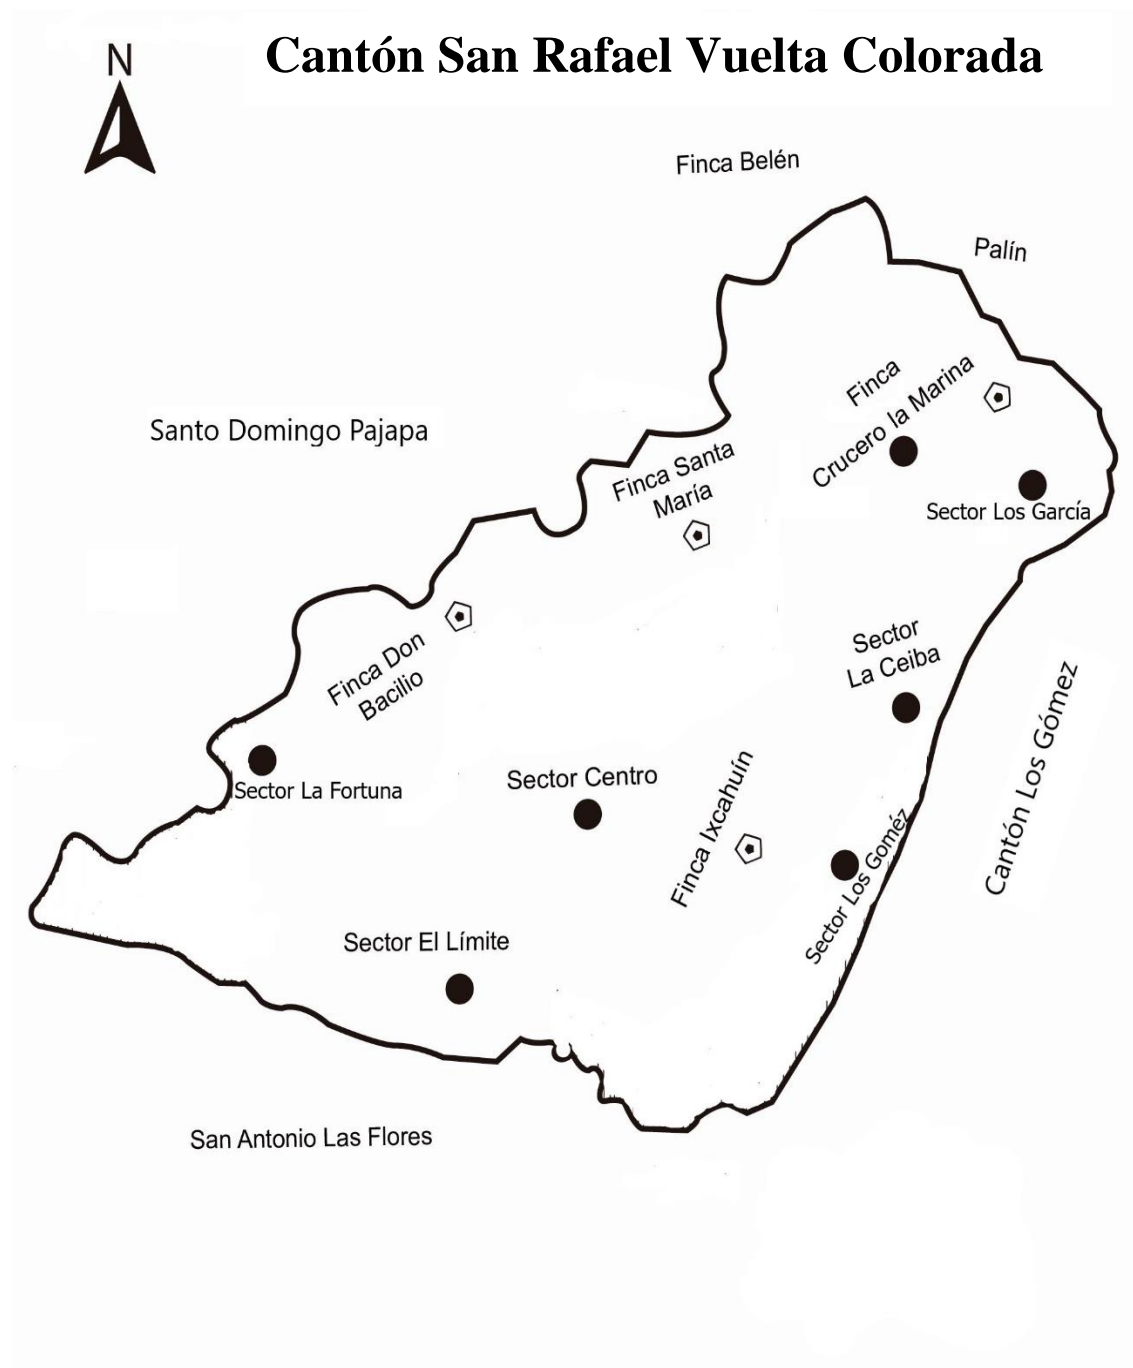 N
Cantón San Rafael Vuelta Colorada
Finca Belén
Palín
Finca
Crucero la Marina
Santo Domingo Pajapa
Finca Santa
María
Sector Los García
Finca Don
Bacilio
Sector
La Ceiba
Cantón Los Gómez
Sector La Fortuna
Sector Centro
Finca Ixcahuín
Sector Los Goméz
Sector El Límite
San Antonio Las Flores